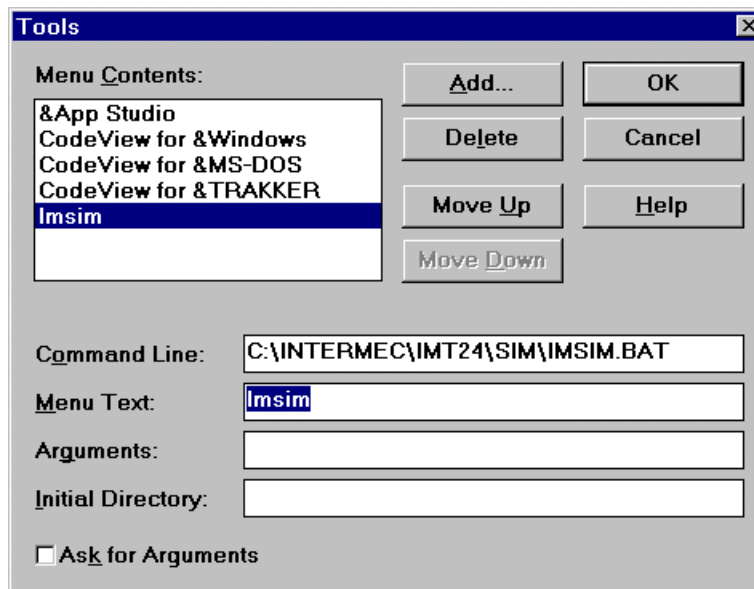 Tools
Menu Contents:
&App Studio
CodeView for &Windows
CodeView for &MS-DOS
CodeView for &TRAKKER
Imsim
Add...
OK
Delete
Cancel
Move Up
Help
Move Down
Command Line:
C:\INTERMEC\IMT24\SIM\IMSIM.BAT
Menu Text:
Imsim
Arguments:
Initial Directory:
Ask for Arguments